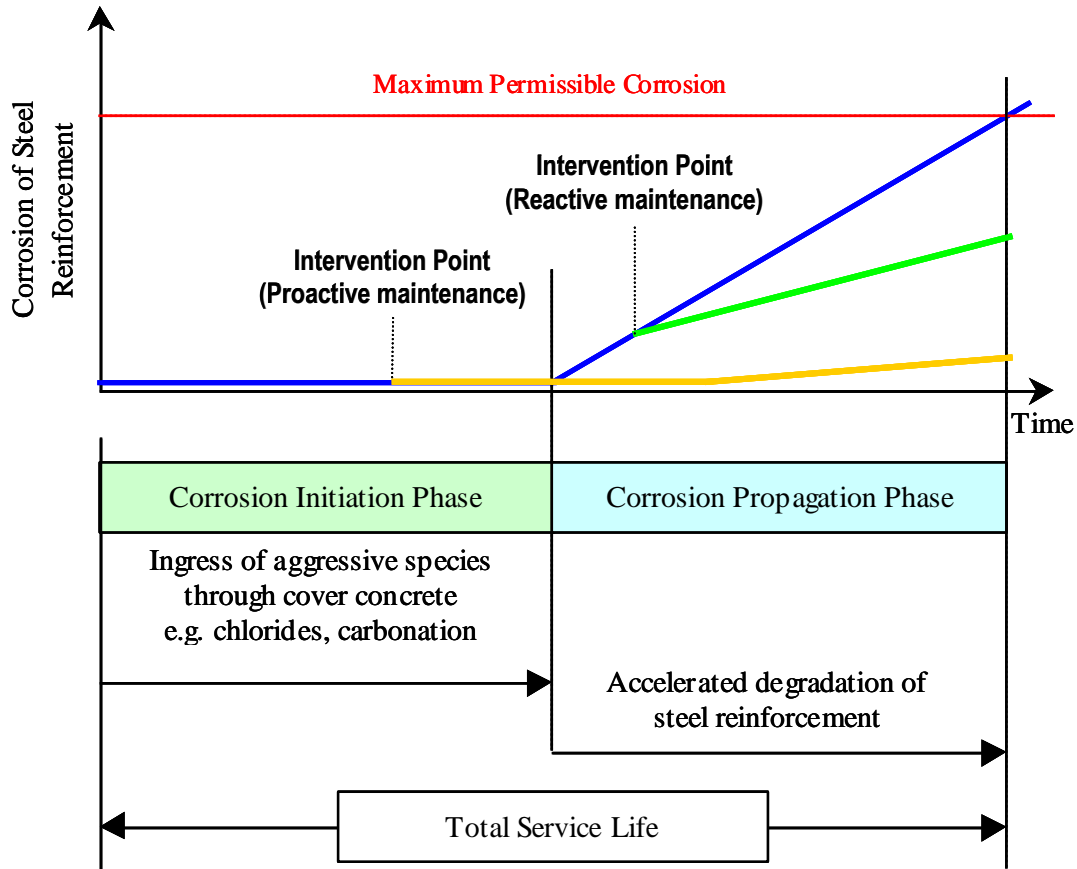 Maximum Permissible Corrosion
Corrosion of Steel
Reinforcement
Intervention Point
(Reactive maintenance)
Intervention Point
(Proactive maintenance)
Time
Corrosion Initiation Phase
Corrosion Propagation Phase
Ingress of aggressive species
through cover concrete
e.g. chlorides, carbonation
Accelerated degradation of
steel reinforcement
Total Service Life